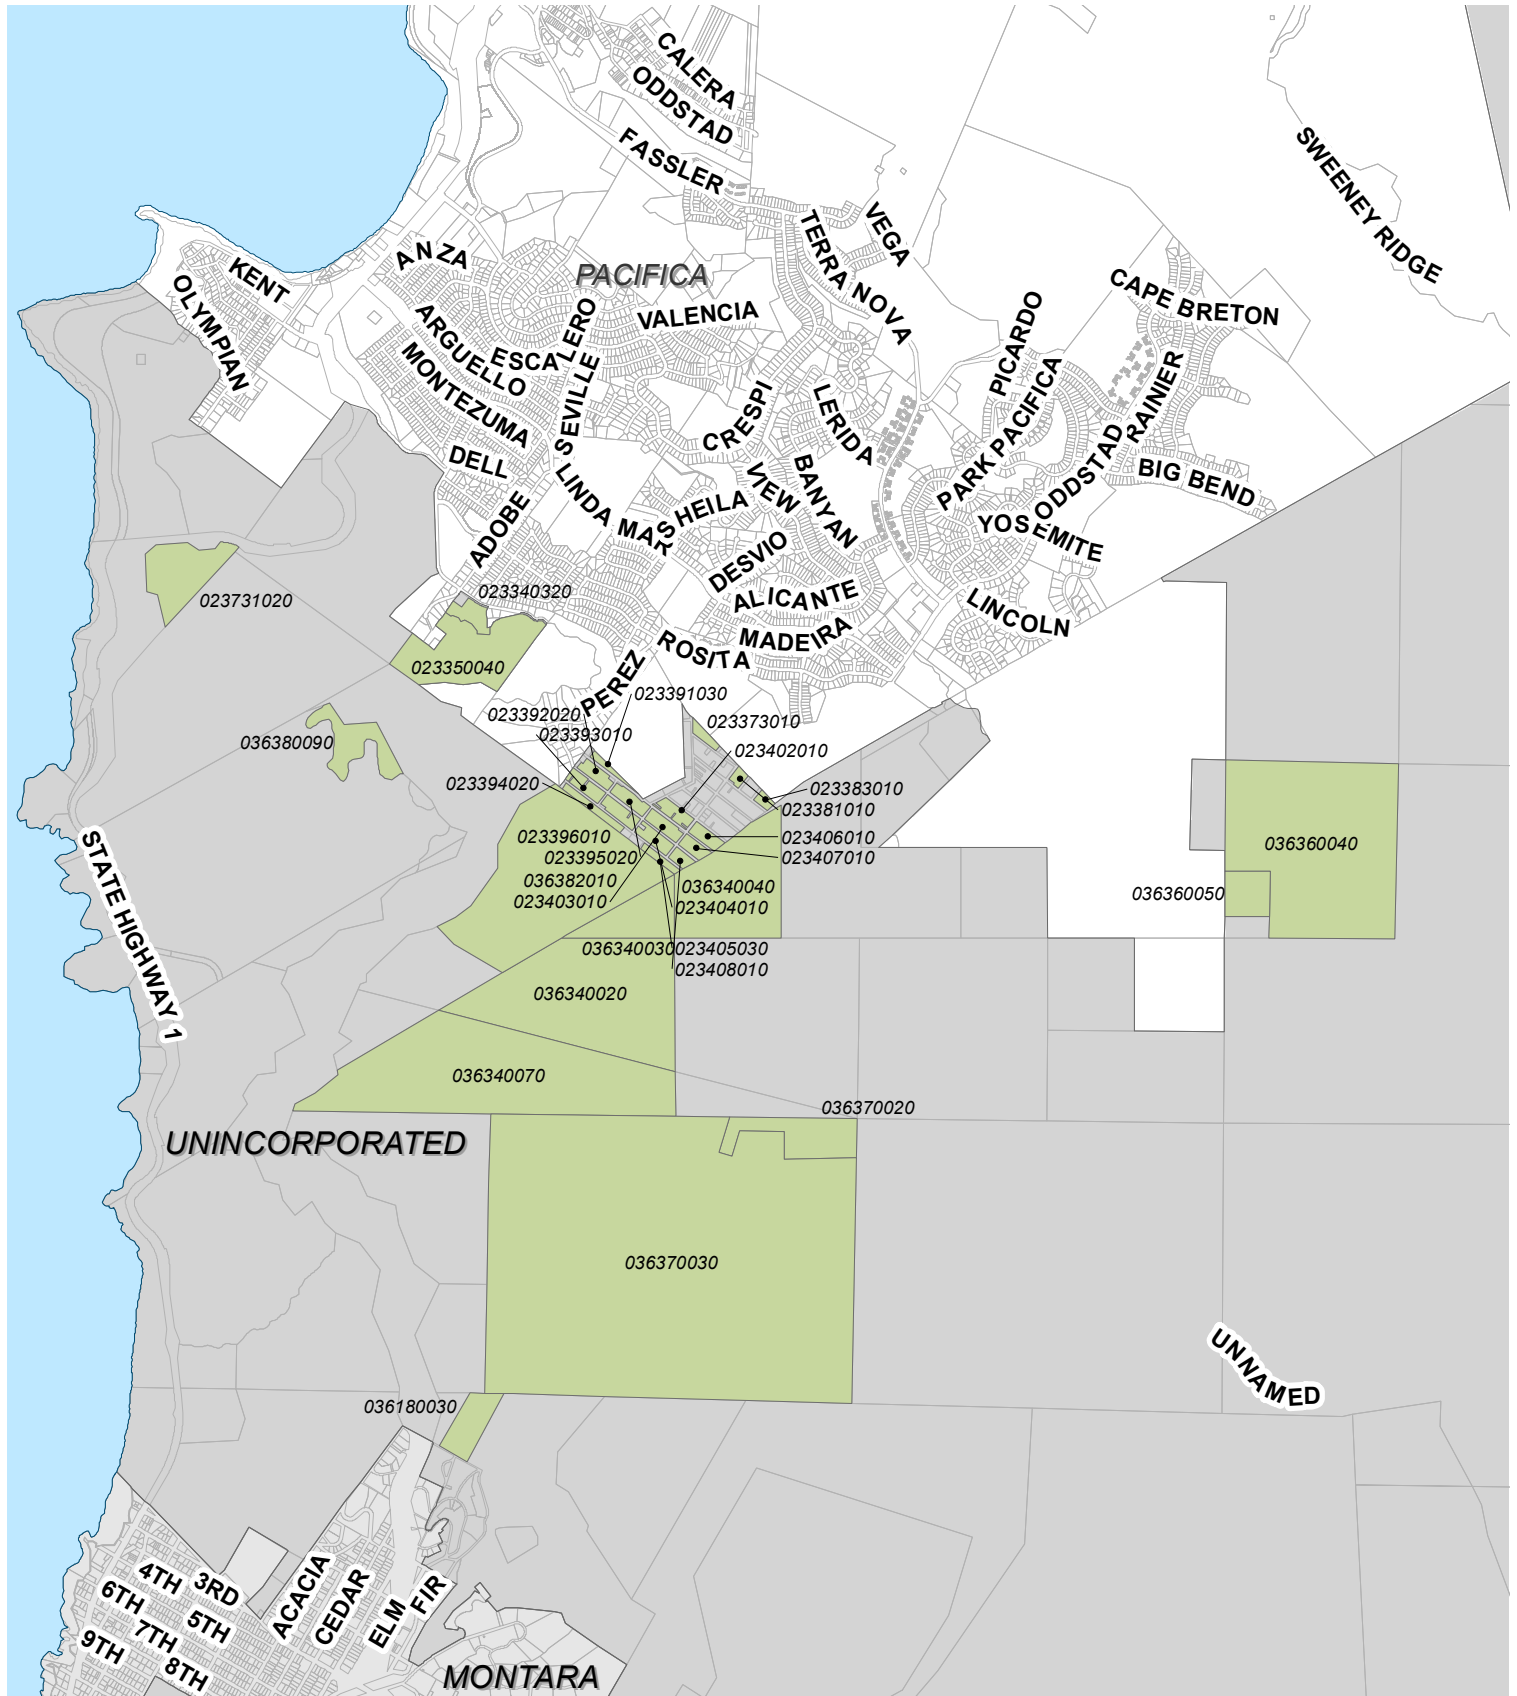 CALERA
ODDSTAD
FASSLER
SWEENEY RIDGE
VEGA
TERRA NOVA
ANZA
PACIFICA
KENT
OLYMPIAN
CAPE BRETON
VALENCIA
ESCALERO
ARGUELLO
MONTEZUMA
SEVILLE
PICARDO
PARK PACIFICA
RAINIER
CRESPI
LERIDA
DELL
LINDA MAR
SHEILA
VIEW
BANYAN
ODDSTAD
BIG BEND
YOSEMITE
ADOBE
DESVIO
ALICANTE
LINCOLN
MADEIRA
ROSITA
PEREZ
023731020
023340320
023350040
023391030
023392020
023373010
023393010
023402010
036380090
023394020
023383010
023381010
023396010
023406010
023395020
023407010
036382010
036340040
023403010
023404010
036360040
036360050
036340030
023405030
023408010
036340020
STATE HIGHWAY 1
036340070
036370020
UNINCORPORATED
036370030
UNNAMED
036180030
4TH
3RD
6TH
5TH
7TH
9TH
8TH
ACACIA
CEDAR
ELM
FIR
MONTARA